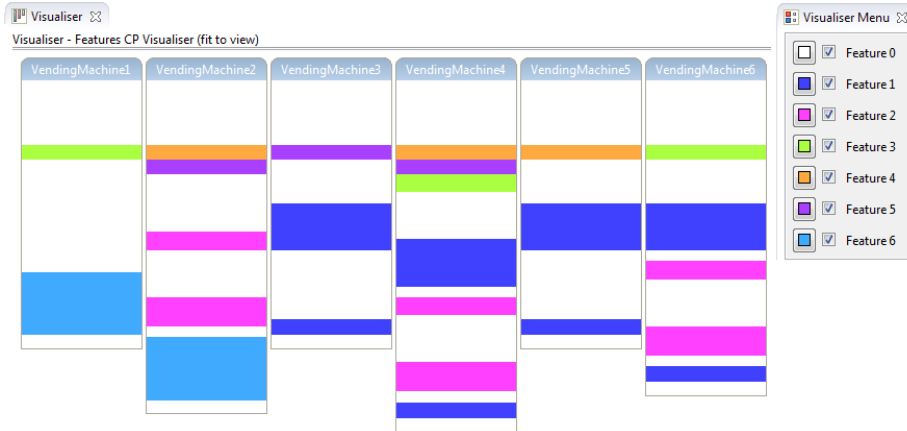 Visualiser
Visualiser - Features CP Visualiser (fit to view)
VendingMachine1 VendingMachine2 VendingMachine3 VendingMachine4 VendingMachine5 VendingMachine6
Visualiser Menu
Feature 0
Feature 1
Feature 2
Feature 3
Feature 4
Feature 5
Feature 6